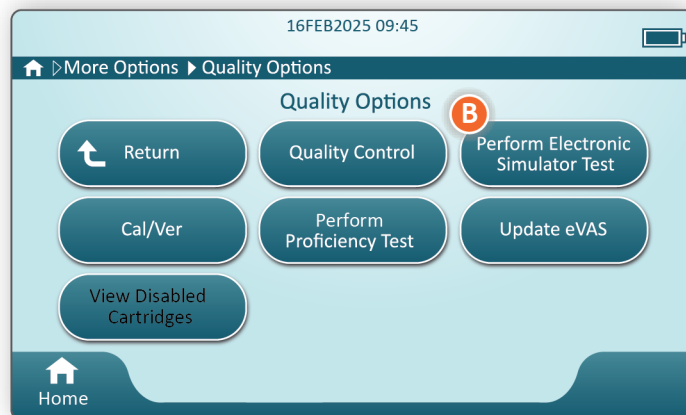 16FEB2025 09:45
More Options Quality Options
Quality Options
B
Return
Quality Control
Perform Electronic
Simulator Test
Cal/Ver
Perform
Proficiency Test
Update eVAS
View Disabled
Cartridges
Home